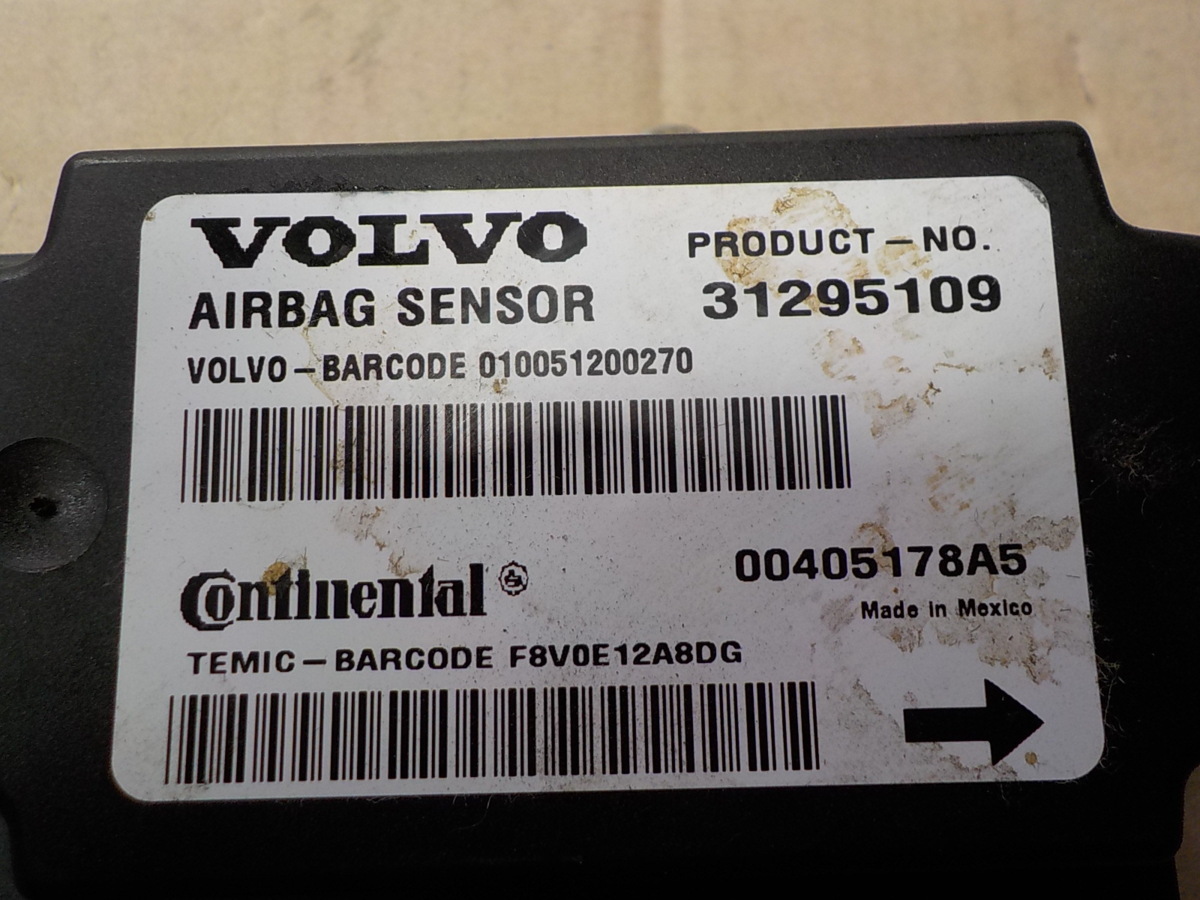 VOLVO
PRODUCT-NO.
AIRBAG SENSOR
31295109
VOLVO-BARCODE 010051200270
Continental
00405178A5
Made in Mexico
TEMIC-BARCODE F8V0E12A8DG